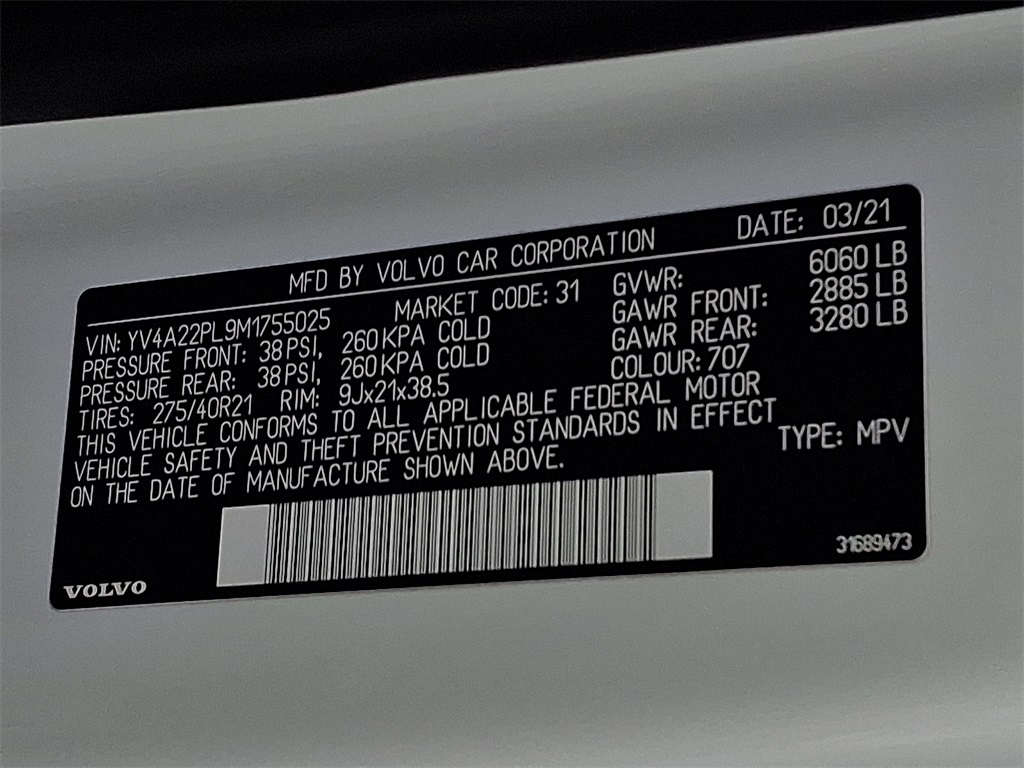 MFD BY VOLVO CAR CORPORATION DATE: 03/21
VIN: YV4A22PL9M1755025 MARKET CODE: 31 GVWR: 6060 LB
PRESSURE FRONT: 38 PSI, 260 KPA COLD GAWR FRONT: 2885 LB
PRESSURE REAR: 38 PSI, 260 KPA COLD GAWR REAR: 3280 LB
TIRES: 275/40R21 RIM: 9Jx21x38.5 COLOUR: 707
THIS VEHICLE CONFORMS TO ALL APPLICABLE FEDERAL MOTOR
VEHICLE SAFETY AND THEFT PREVENTION STANDARDS IN EFFECT
ON THE DATE OF MANUFACTURE SHOWN ABOVE. TYPE: MPV
VOLVO 31689473